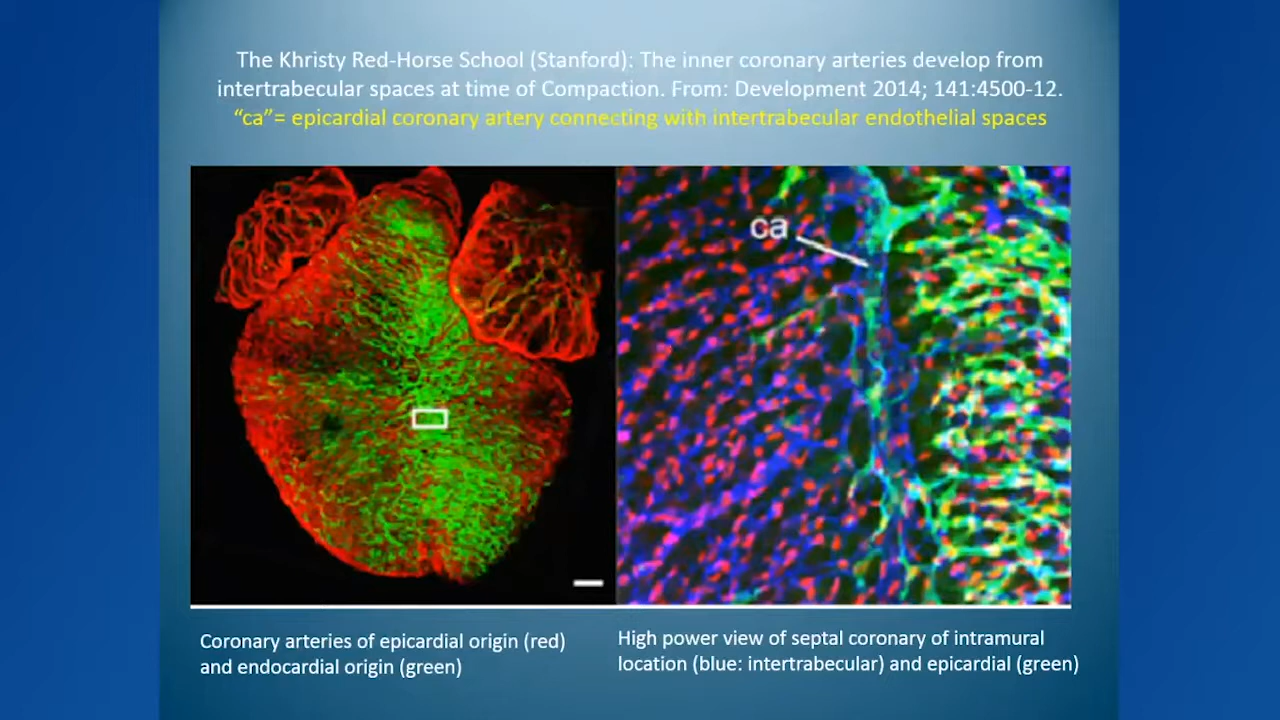 The Khristy Red-Horse School (Stanford): The inner coronary arteries develop from
intertrabecular spaces at time of Compaction. From: Development 2014; 141:4500-12.
“ca”= epicardial coronary artery connecting with intertrabecular endothelial spaces
ca
Coronary arteries of epicardial origin (red)
and endocardial origin (green)
High power view of septal coronary of intramural
location (blue: intertrabecular) and epicardial (green)